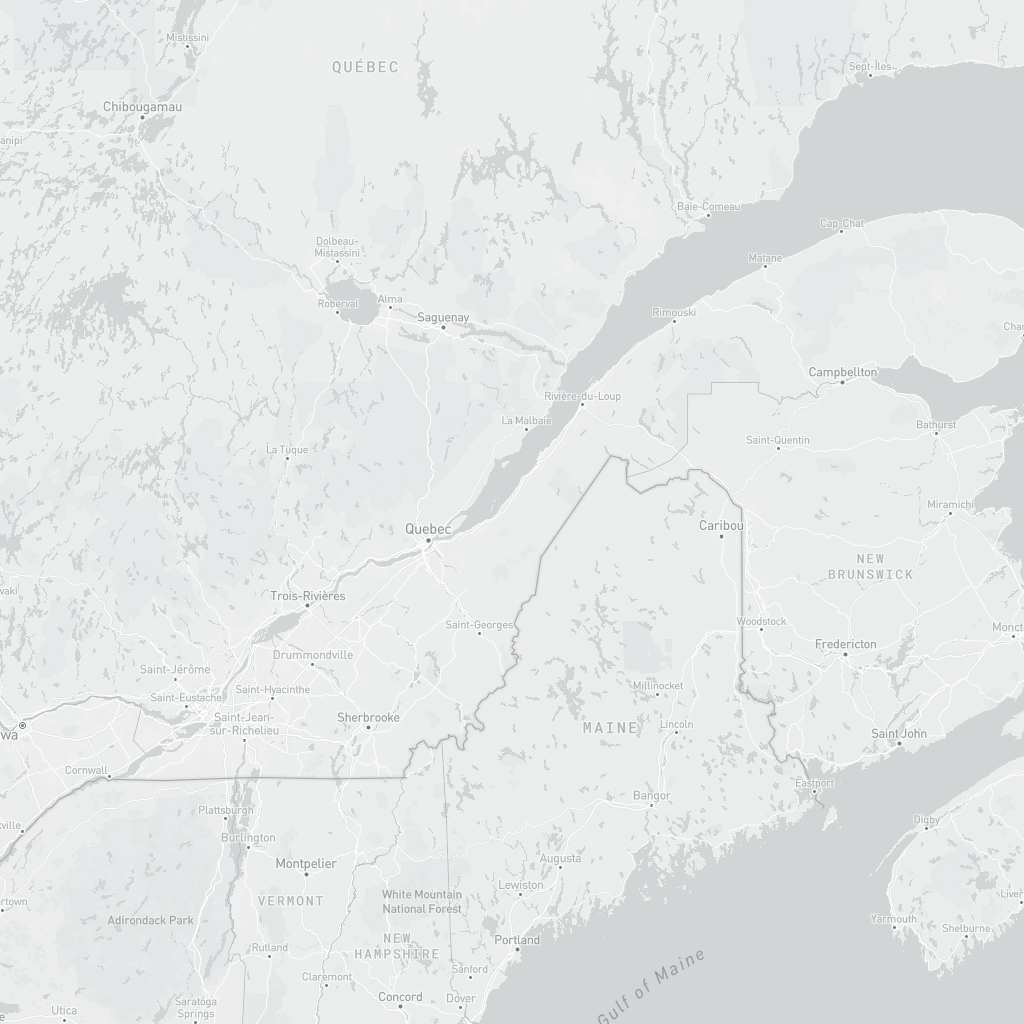 Mistissini
QUÉBEC
Sept-Îles
Chibougamau
anipi
Baie-Comeau
Cap-Chat
Dolbeau-
Mistassini
Matane
Roberval
Alma
Saguenay
Rimouski
Cha
Campbellton
Rivière-du-Loup
La Malbaie
Bathurst
Saint-Quentin
La Tuque
Miramichi
Quebec
Caribou
NEW
BRUNSWICK
vaki
Trois-Rivières
Saint-Georges
Woodstock
Monct
Fredericton
Drummondville
Saint-Jérôme
Saint-Eustache
Saint-Hyacinthe
Millinocket
Saint-Jean-
sur-Richelieu
Sherbrooke
Lincoln
MAINE
wa
Saint John
Cornwall
Eastport
Bangor
Plattsburgh
Digby
kville
Burlington
Montpelier
Augusta
Lewiston
White Mountain
National Forest
VERMONT
rtown
Liver
Adirondack Park
Yarmouth
Shelburne
NEW
HAMPSHIRE
Portland
Rutland
Gulf of Maine
Sanford
Claremont
Concord
Dover
Saratoga
Springs
Utica
e